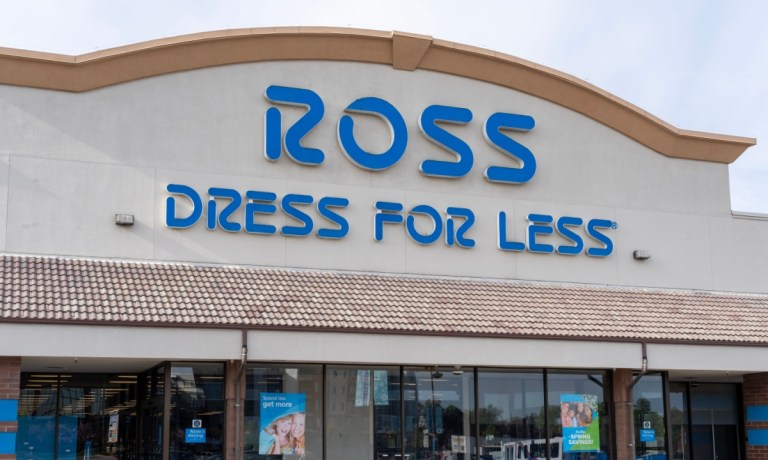 ROSS
DRESS FOR LESS®
get more.
SPRING
SAVINGS!